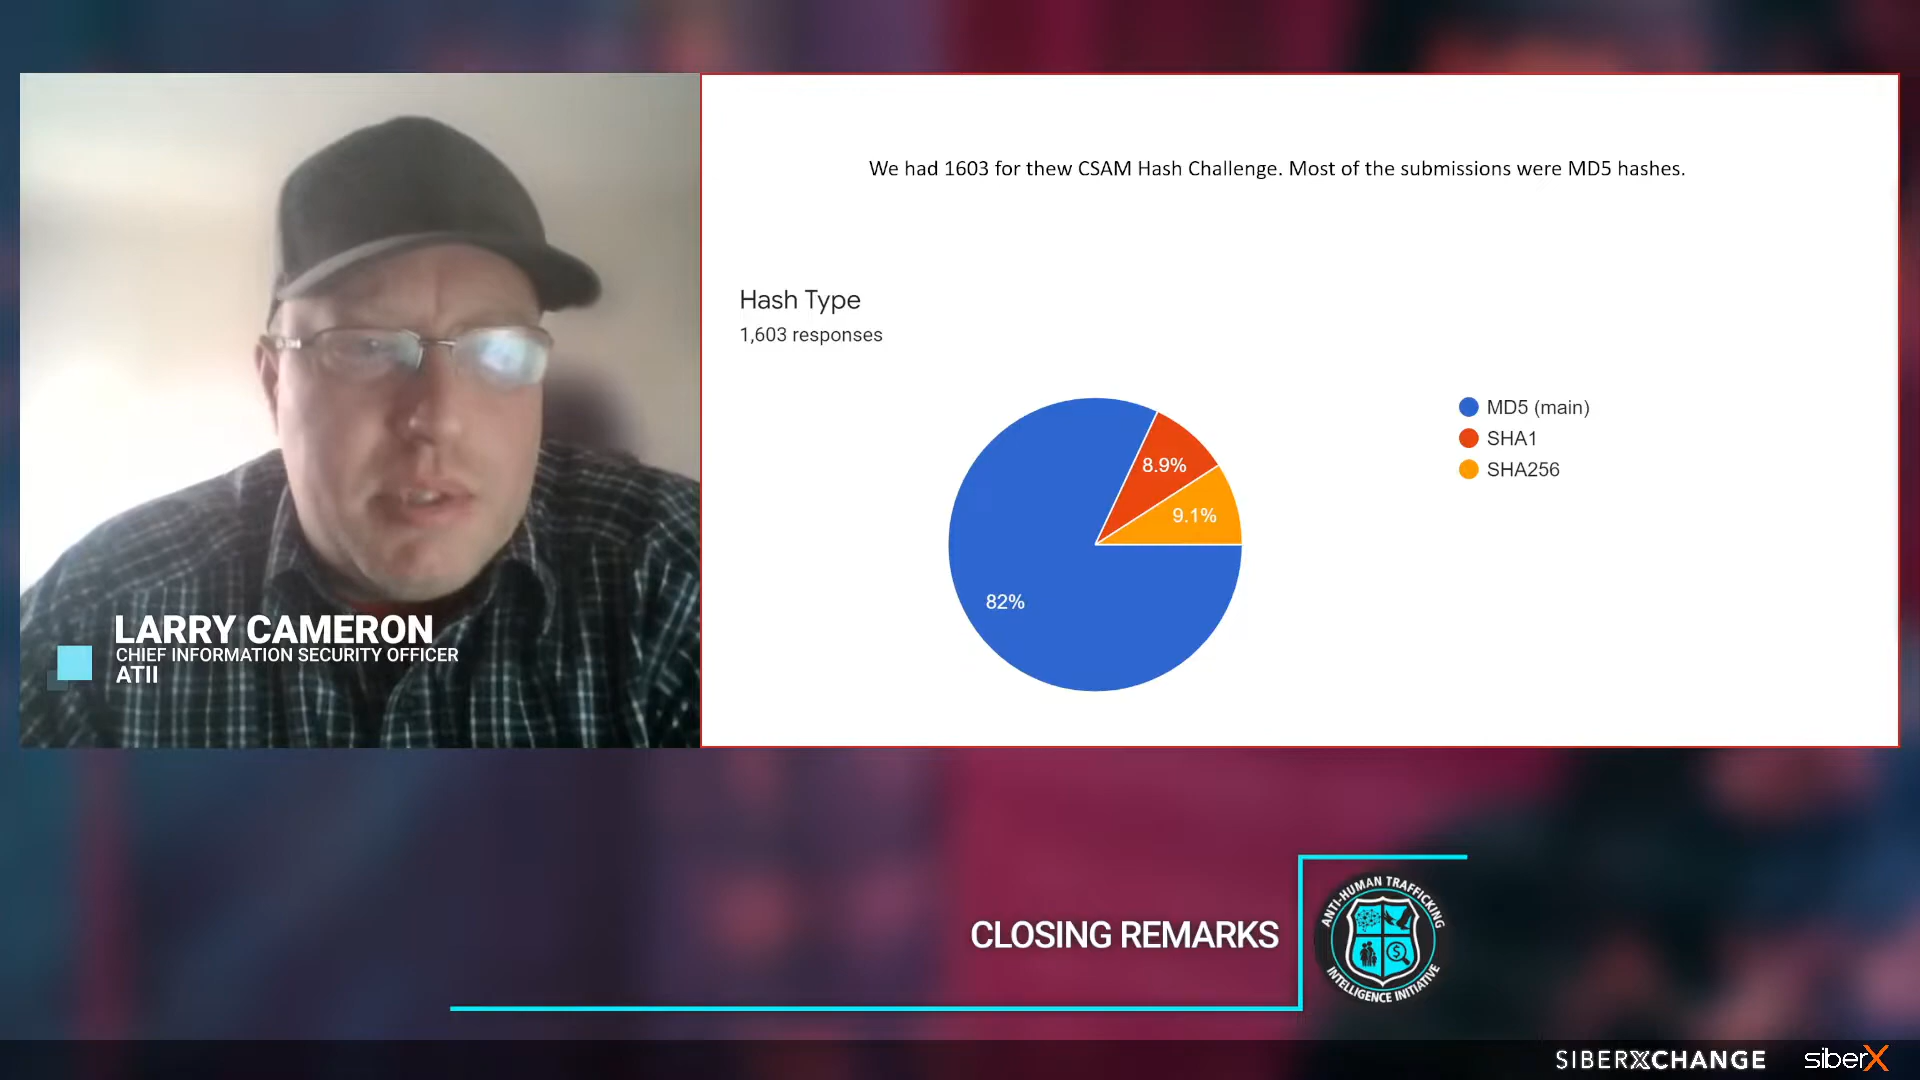 We had 1603 for thew CSAM Hash Challenge. Most of the submissions were MD5 hashes.
Hash Type
1,603 responses
MD5 (main)
SHA1
SHA256
8.9%
9.1%
82%
LARRY CAMERON
CHIEF INFORMATION SECURITY OFFICER
ATII
CLOSING REMARKS
ANTI-HUMAN TRAFFICKING
INTELLIGENCE INITIATIVE
$
SIBERXCHANGE
siberX